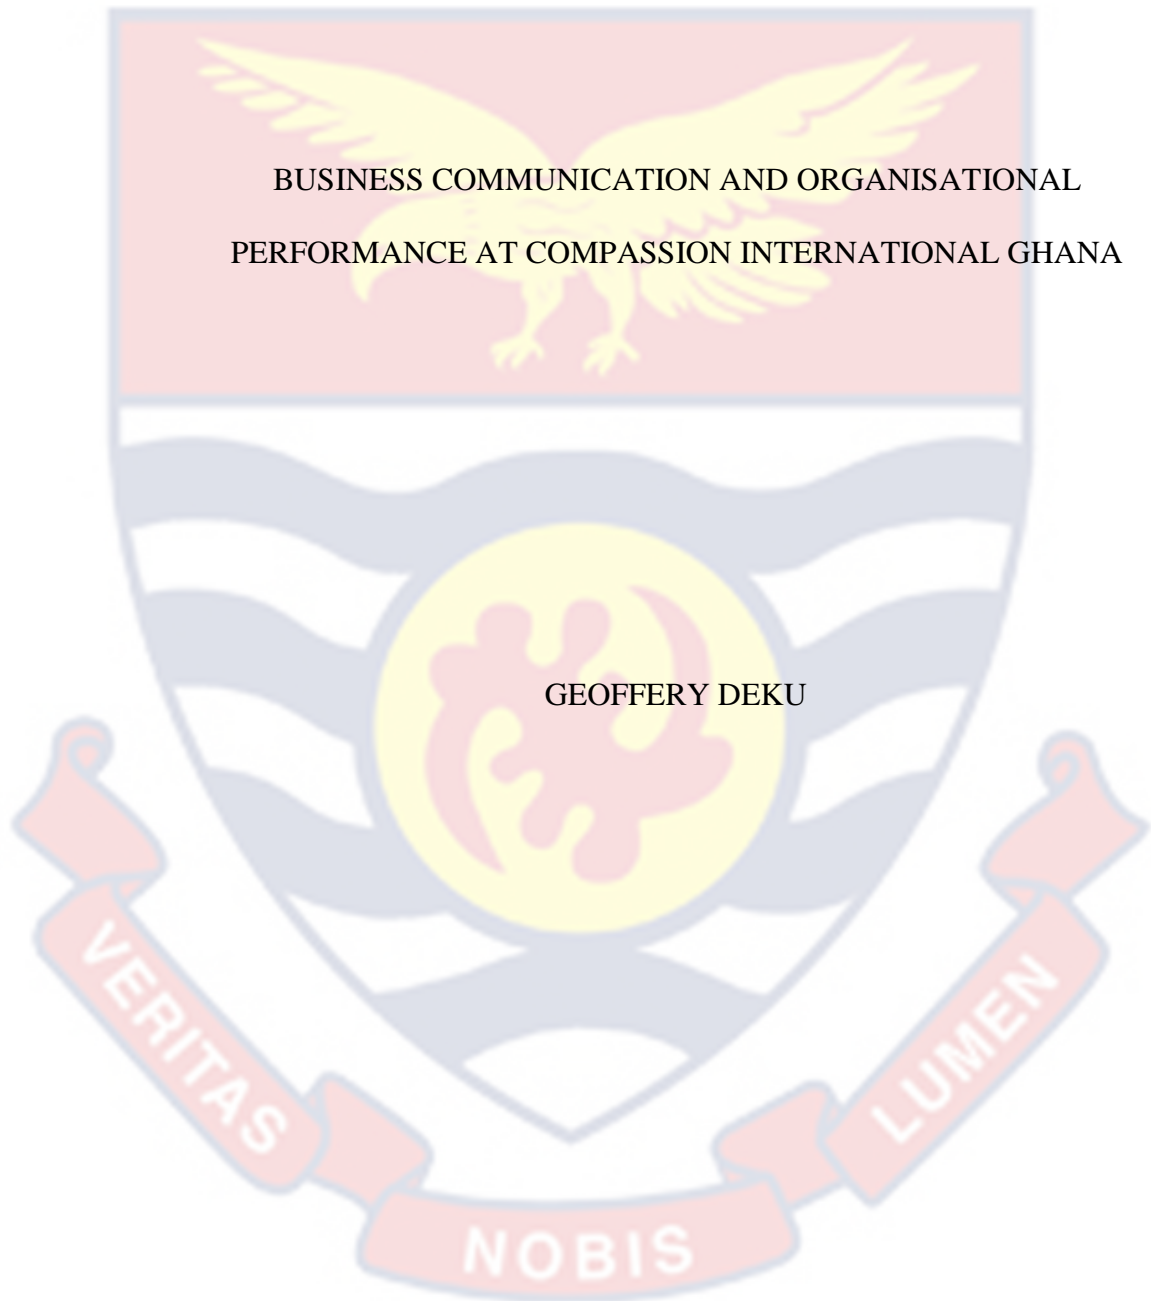 BUSINESS COMMUNICATION AND ORGANISATIONAL
PERFORMANCE AT COMPASSION INTERNATIONAL GHANA
GEOFFERY DEKU
VERITAS
NOBIS
LUMEN